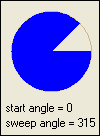 start angle = 0
sweep angle = 315